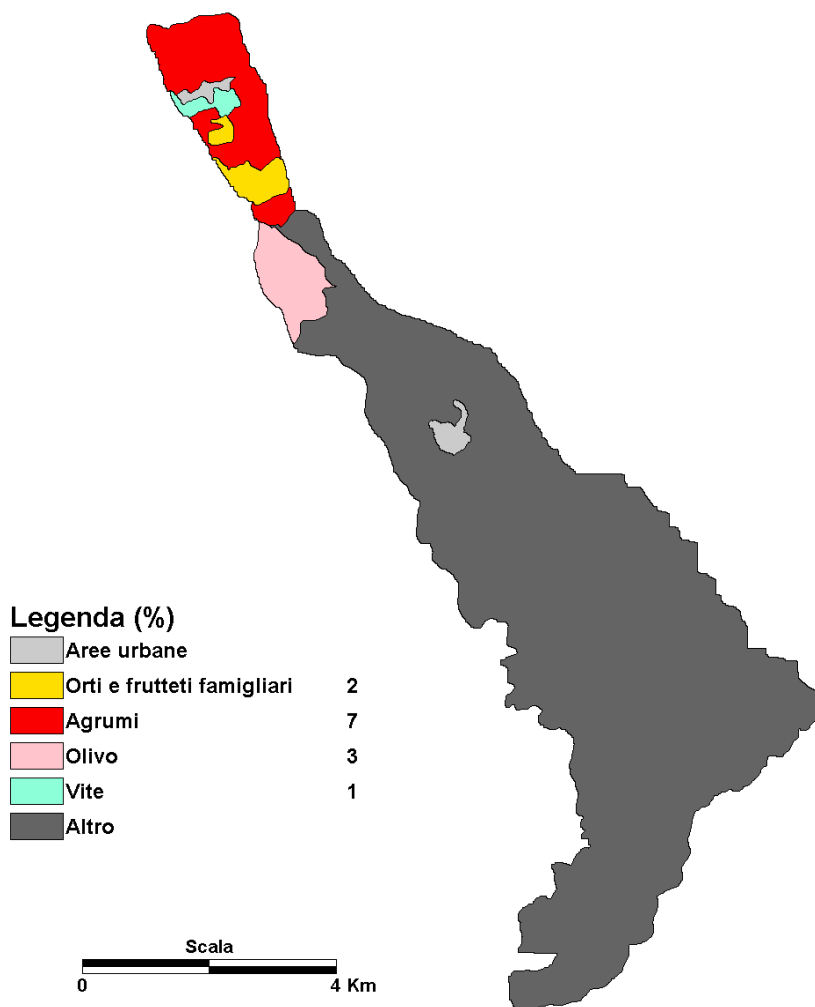 Legenda (%)
Aree urbane
Orti e frutteti famigliari 2
Agrumi 7
Olivo 3
Vite 1
Altro
Scala
0 4 Km